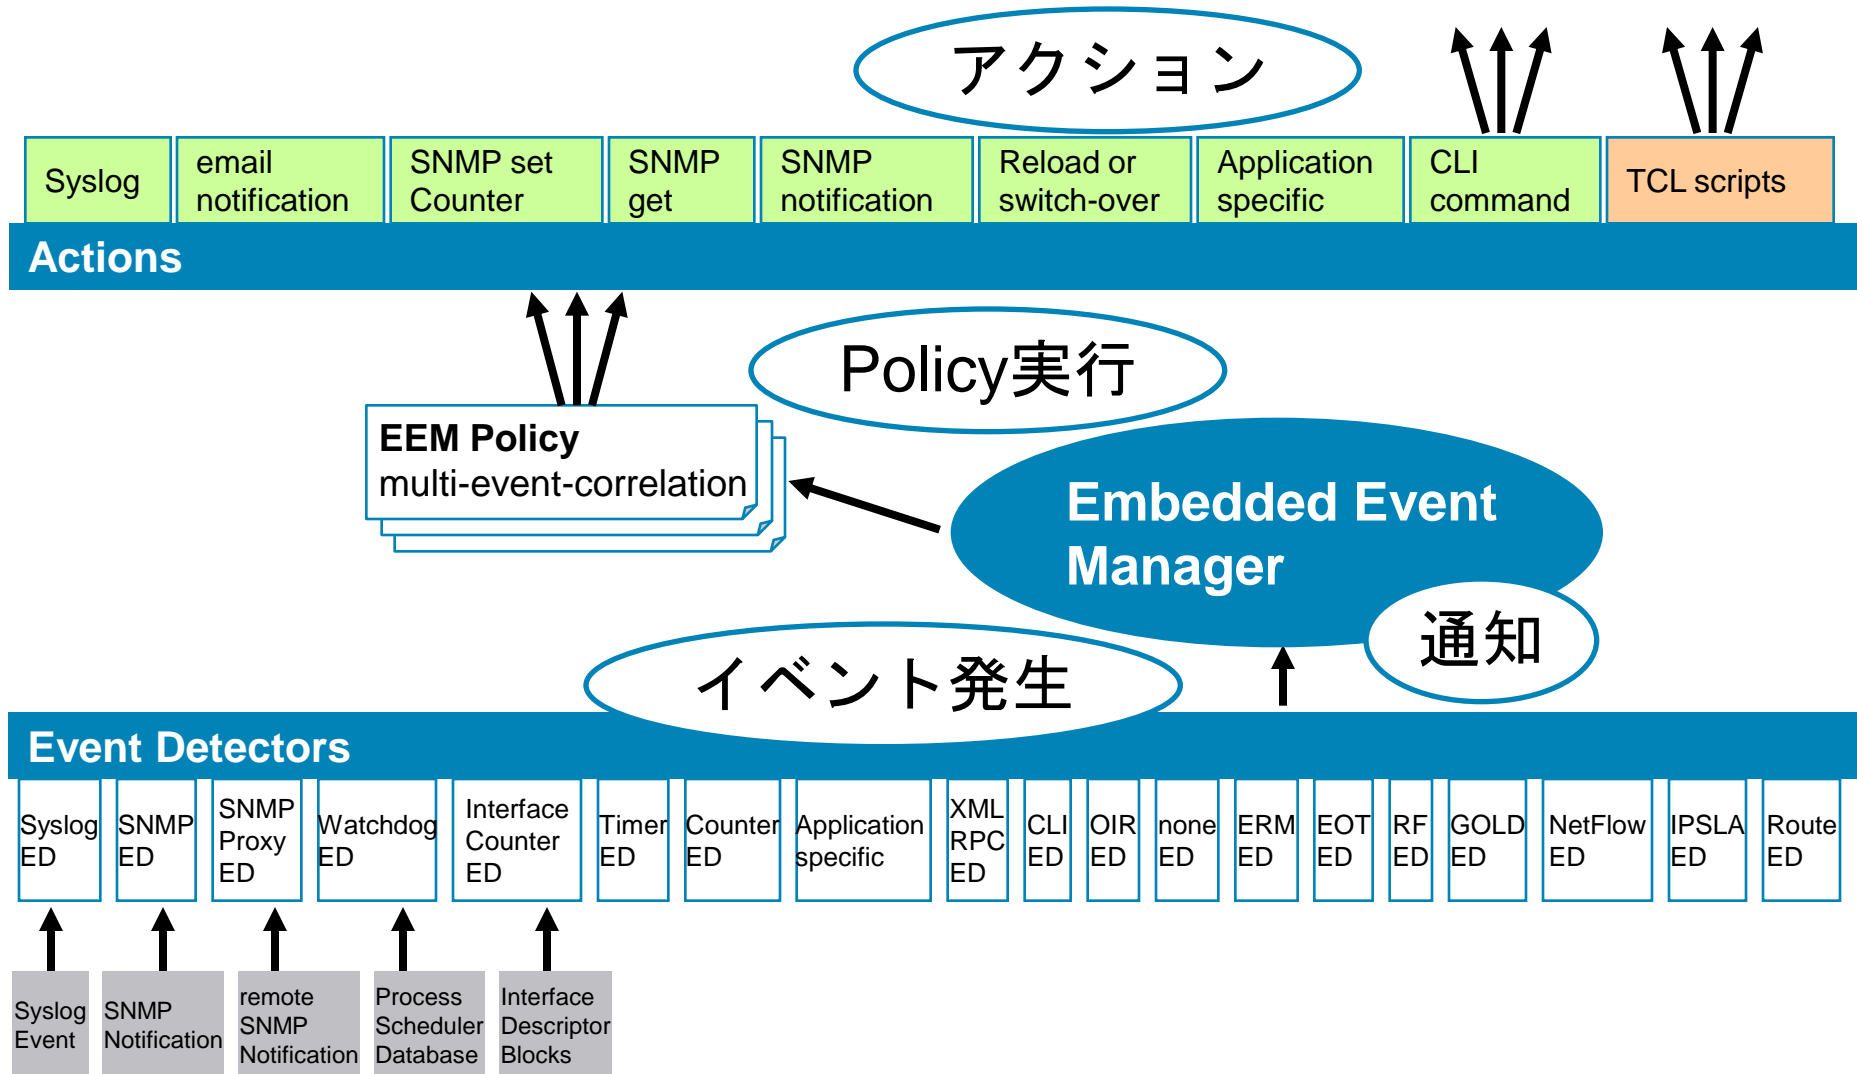 アクション
Syslog
email
notification
SNMP set
Counter
SNMP
get
SNMP
notification
Reload or
switch-over
Application
specific
CLI
command
TCL scripts
Actions
Policy実行
EEM Policy
multi-event-correlation
Embedded Event
Manager
通知
イベント発生
Event Detectors
Syslog
ED
SNMP
ED
SNMP
Proxy
ED
Watchdog
ED
Interface
Counter
ED
Timer
ED
Counter
ED
Application
specific
XML
RPC
ED
CLI
ED
OIR
ED
none
ED
ERM
ED
EOT
ED
RF
ED
GOLD
ED
NetFlow
ED
IPSLA
ED
Route
ED
Syslog
Event
SNMP
Notification
remote
SNMP
Notification
Process
Scheduler
Database
Interface
Descriptor
Blocks